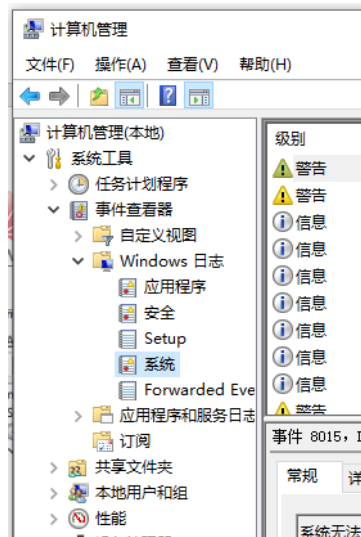 计算机管理
文件(F) 操作(A) 查看(V) 帮助(H)
计算机管理(本地)
系统工具
任务计划程序
事件查看器
自定义视图
Windows 日志
应用程序
安全
Setup
系统
Forwarded Eve
应用程序和服务日志
订阅
共享文件夹
本地用户和组
性能
级别
警告
警告
信息
信息
信息
信息
信息
信息
信息
警告
事件 8015，
常规
系统无法